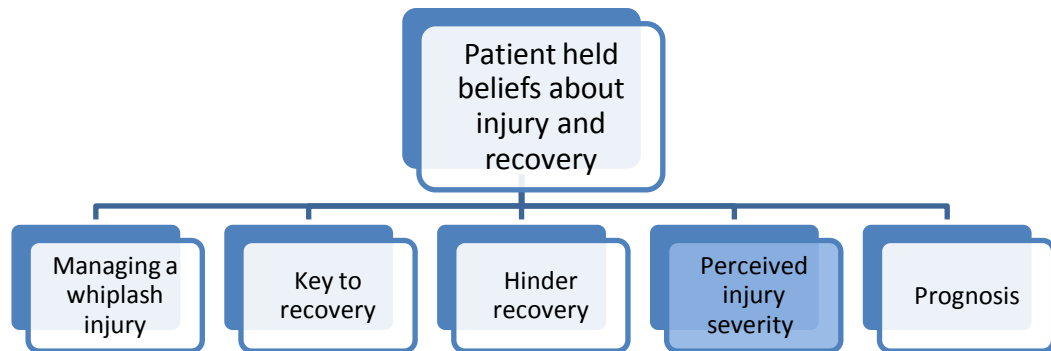 Patient held
beliefs about
injury and
recovery
Managing a
whiplash
injury
Key to
recovery
Hinder
recovery
Perceived
injury
severity
Prognosis